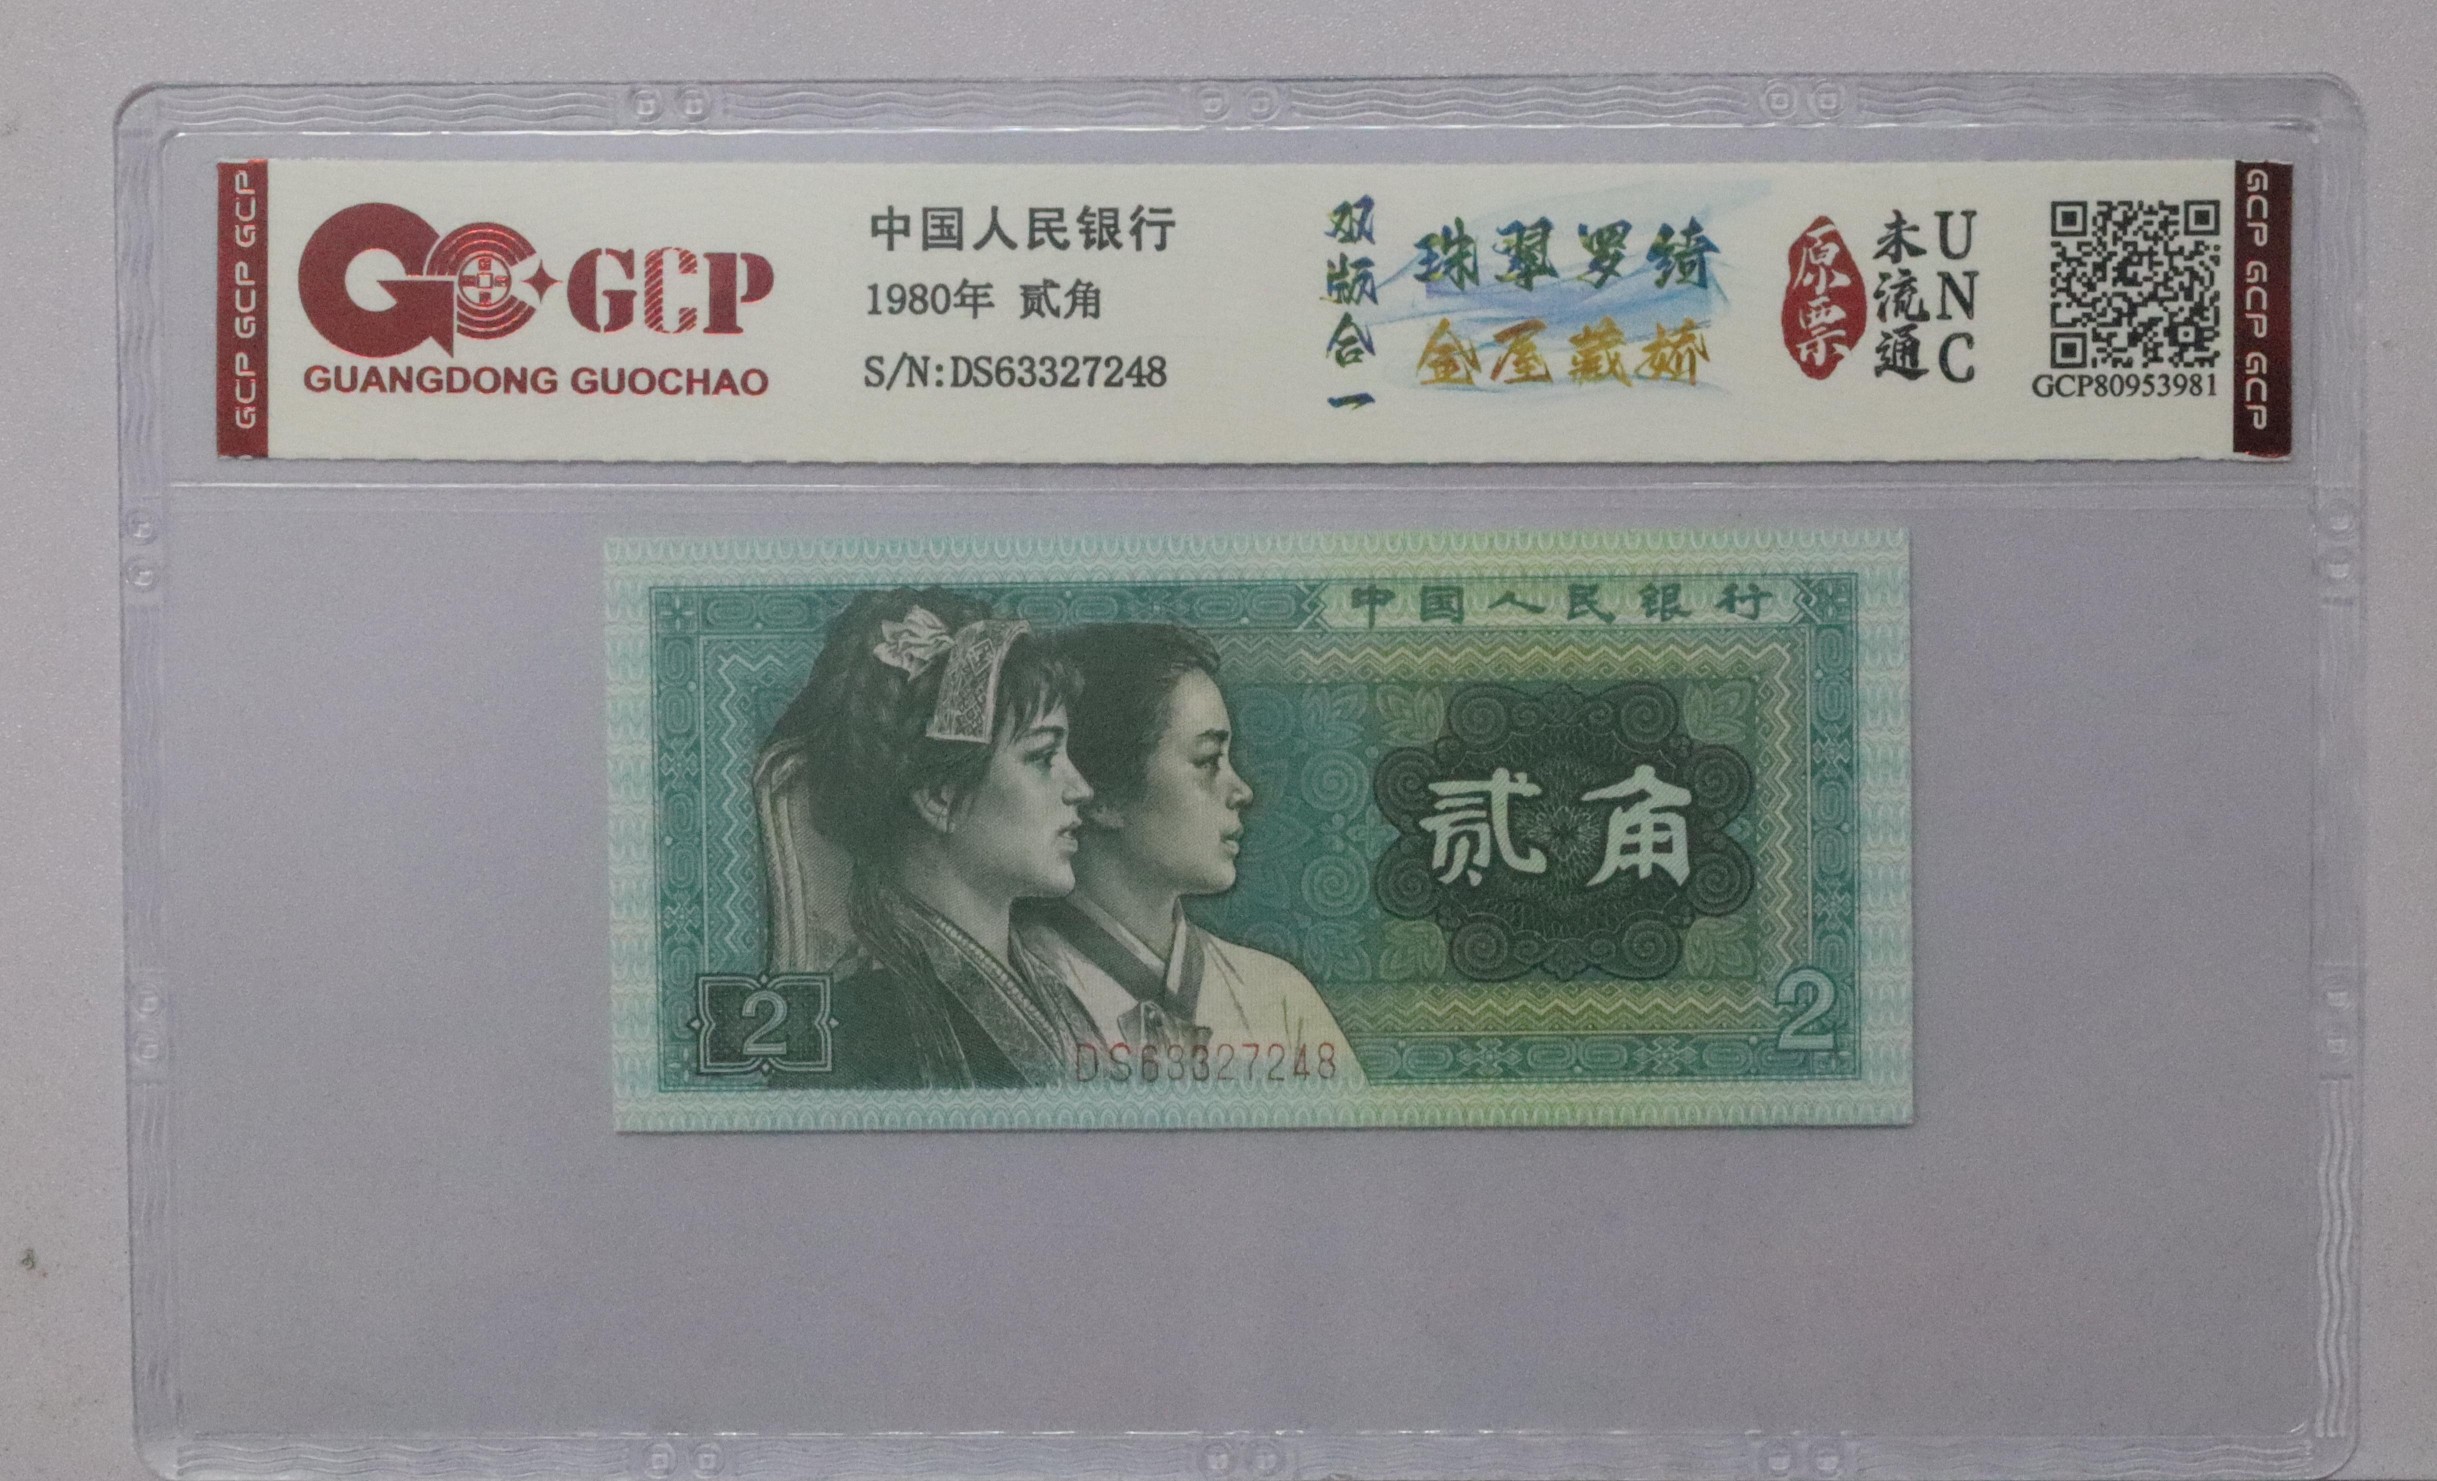 GCP GCP GCP
GCP
GUANGDONG GUOCHAO
中国人民银行
1980年 贰角
S/N:DS63327248
双版合一
珠翠罗绮
金屋藏娇
原票
未流通
UNC
GCP80953981
GCP GCP GCP
中国人民银行
贰角
2
2
DS63327248